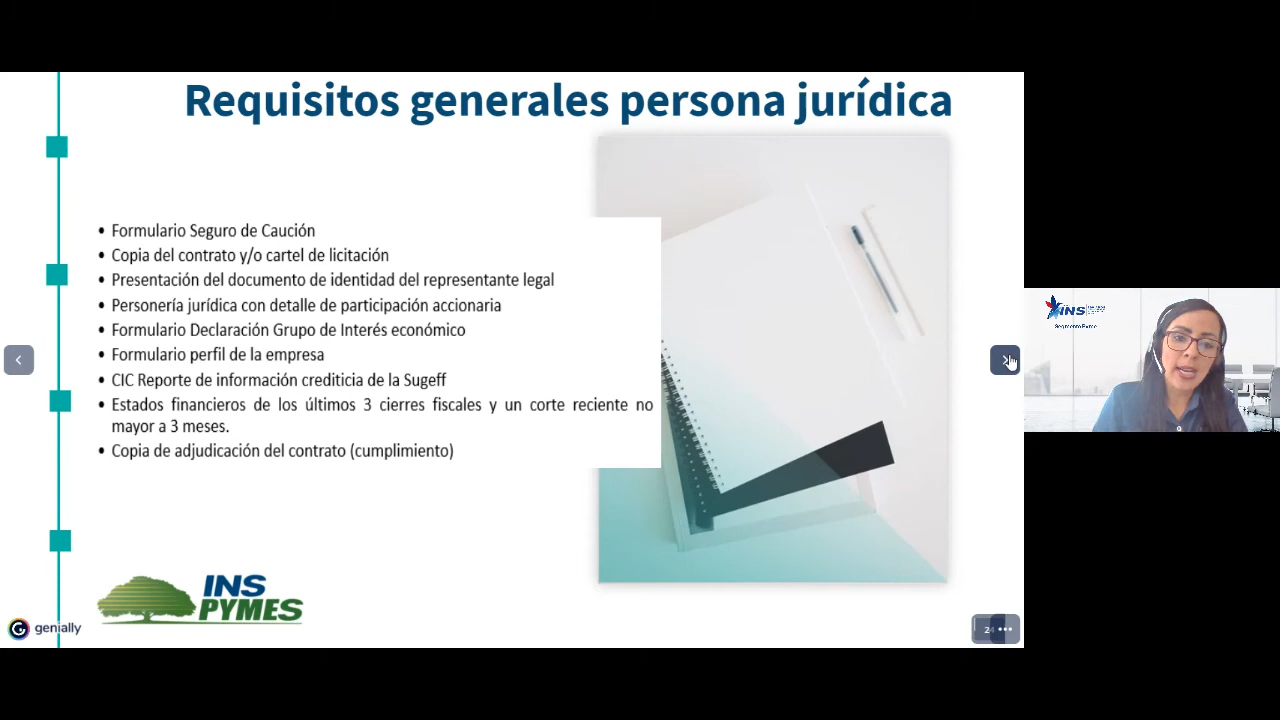 Requisitos generales persona jurídica
• Formulario Seguro de Caución
• Copia del contrato y/o cartel de licitación
• Presentación del documento de identidad del representante legal
• Personería jurídica con detalle de participación accionaria
• Formulario Declaración Grupo de Interés económico
• Formulario perfil de la empresa
• CIC Reporte de información crediticia de la Sugeff
• Estados financieros de los últimos 3 cierres fiscales y un corte reciente no
mayor a 3 meses.
• Copia de adjudicación del contrato (cumplimiento)
INS
PYMES
genially
INS
Segmento Pyme